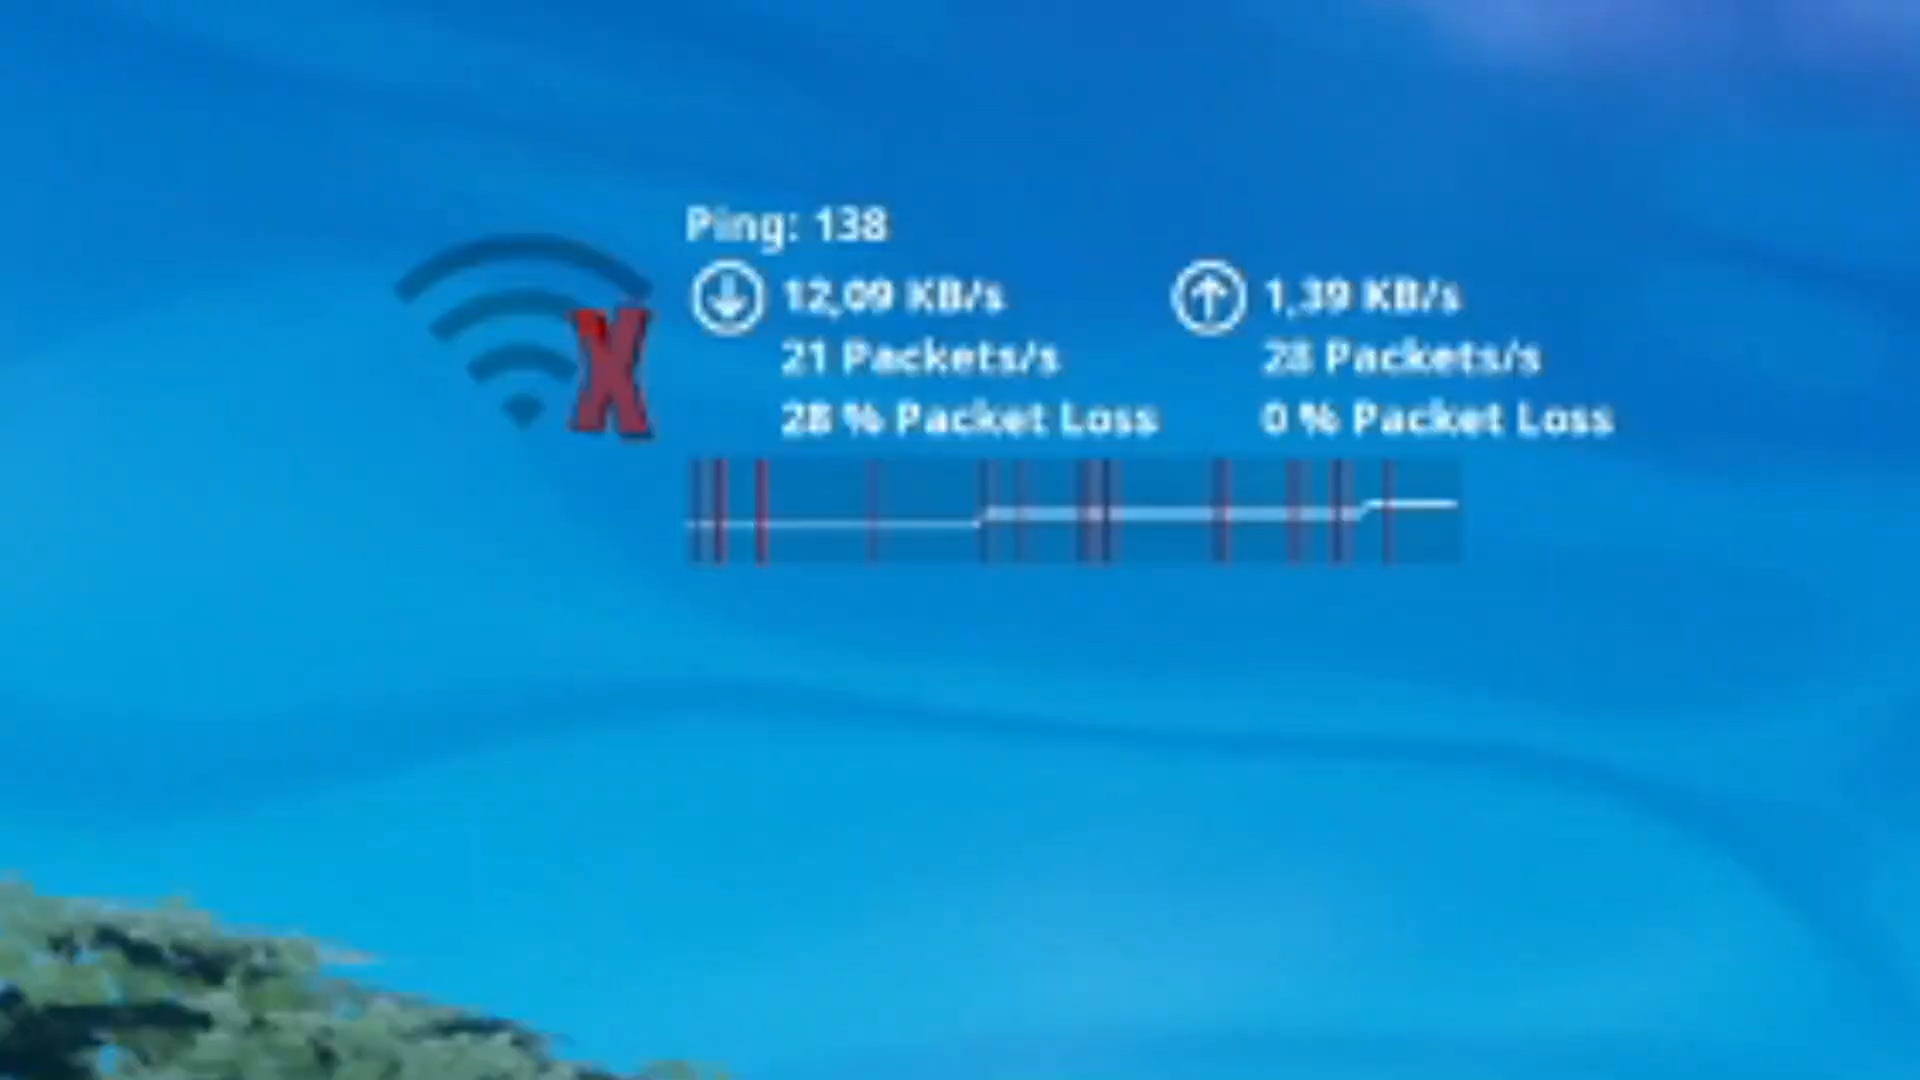 Ping: 138
12,09 KB/s
21 Packets/s
28 % Packet Loss
1,39 KB/s
28 Packets/s
0 % Packet Loss